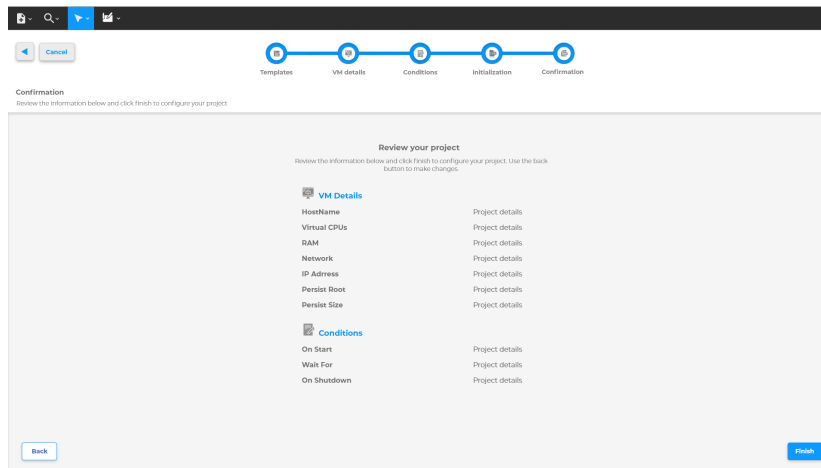 Cancel
Templates
VM details
Conditions
Initialization
Confirmation
Confirmation
Review the information below and click finish to configure your project
Review your project
Review the information below and click finish to configure your project. Use the back
button to make changes.
VM Details
HostName Project details
Virtual CPUs Project details
RAM Project details
Network Project details
IP Adrress Project details
Persist Root Project details
Persist Size Project details
Conditions
On Start Project details
Wait For Project details
On Shutdown Project details
Back
Finish